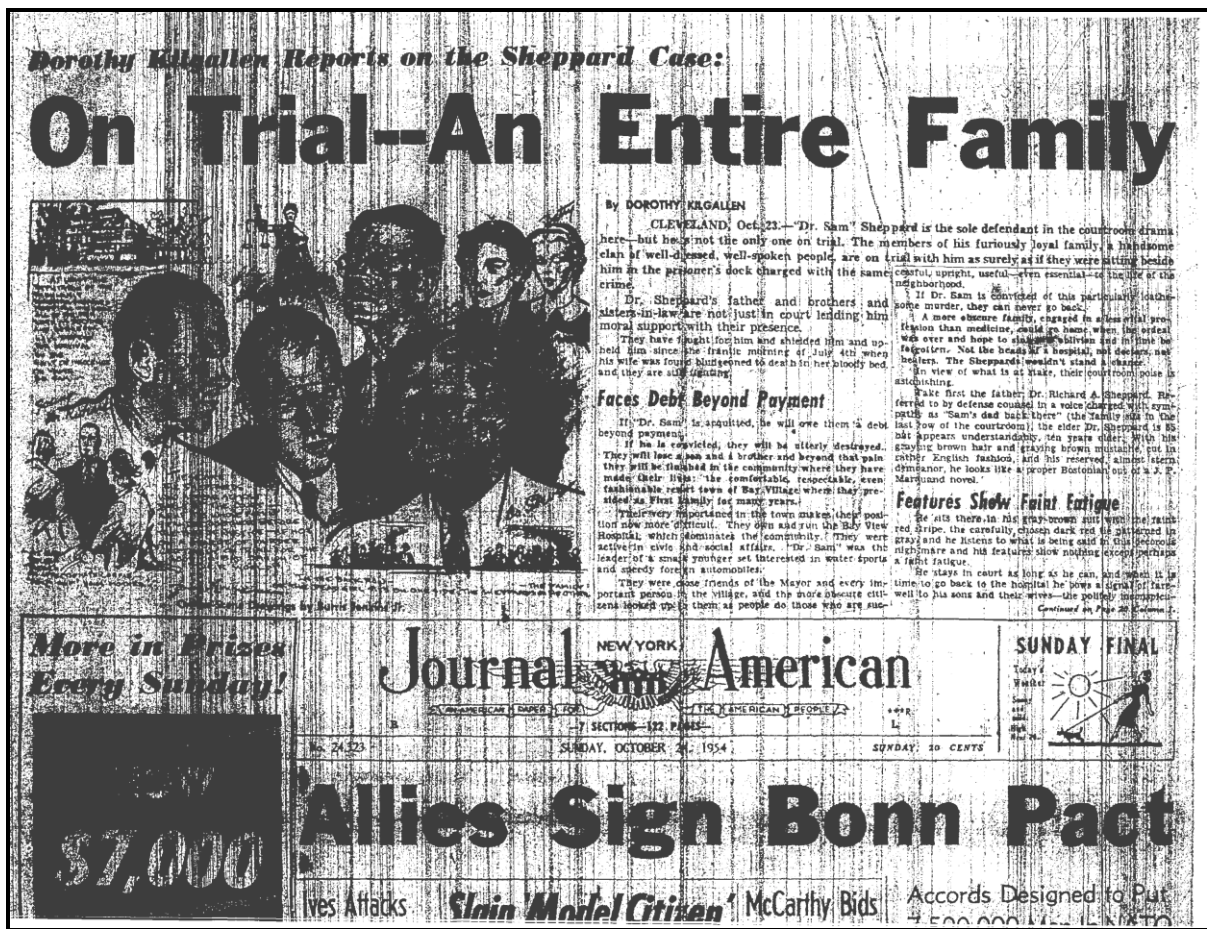 Dorothy Kilgallen Reports on the Sheppard Case:
On Trial--An Entire Family
By DOROTHY KILGALLEN
CLEVELAND, Oct. 23.—"Dr. Sam" Sheppard is the sole defendant in the courtroom drama
here—but he is not the only one on trial. The members of his furiously loyal family, a handsome
clan of well-dressed, well-spoken people, are on trial with him as surely as if they were sitting beside
him in the prisoner's dock charged with the same
crime.
Dr. Sheppard's father and brothers and
sisters-in-law are not just in court lending him
moral support with their presence.
They have fought for him and shielded him and up-
held him since the frantic morning of July 4th when
his wife was found bludgeoned to death in her bloody bed,
and they are still fighting.
Faces Debt Beyond Payment
If "Dr. Sam" is acquitted, he will owe them a debt
beyond payment.
If he is convicted, they will be utterly destroyed.
They will lose a son and a brother and beyond that pain
they will be finished in the community where they have
made their lives: the comfortable, respectable, even
fashionable resort town of Bay Village where they pre-
sided as First Family for many years.
Their very importance in the town makes their posi-
tion now more difficult. They own and run the Bay View
Hospital, which dominates the community. They were
active in civic and social affairs. "Dr. Sam" was the
leader of a smart younger set interested in water sports
and speedy foreign automobiles.
They were close friends of the Mayor and every im-
portant person in the village, and the more obscure citi-
zens looked up to them as people do those who are suc-
cessful, upright, useful—even essential—to the life of the
neighborhood.
If Dr. Sam is convicted of this particularly loathe-
some murder, they can never go back.
A more obscure family, engaged in a less vital pro-
fession than medicine, could go home when the ordeal
was over and hope to oblivion and in time be
forgotten. Not the heads of a hospital, not doctors, not
healers. The Sheppards wouldn't stand a chance.
In view of what is at stake, their courtroom poise is
astonishing.
Take first the father, Dr. Richard A. Sheppard. Re-
ferred to by defense counsel in a voice charged with sym-
pathy as "Sam's dad back there" (the family sits in the
last row of the courtroom), the elder Dr. Sheppard is 65
but appears understandably, ten years older. With his
graying brown hair and graying brown mustache, cut in
rather English fashion, and his reserved, almost stern
demeanor, he looks like a proper Bostonian out of a J. P.
Marquand novel.
Features Show Faint Fatigue
He sits there in his gray-brown suit with the faint
red stripe, the carefully chosen dark red tie patterned in
gray, and he listens to what is being said in this decorous
nightmare and his features show nothing except perhaps
a faint fatigue.
He stays in court as long as he can, and when it is
time to go back to the hospital he bows a signal of fare-
well to his sons and their wives—the politely inconspicu-
Continued on Page 20, Column 1.
—THE FAMILY!
Drawings by Burris Jenkins Jr.
More in Prizes
Every Sunday!
$7,000
NEW YORK
Journal American
AN AMERICAN PAPER FOR THE AMERICAN PEOPLE
—7 SECTIONS—122 PAGES—
No. 24,323
SUNDAY, OCTOBER 24, 1954
SUNDAY, 20 CENTS
SUNDAY FINAL
Today's
Weather
Sunny
and
mild.
High
Allies Sign Bonn Pact
Ives Attacks
Slain 'Model Citizen'
McCarthy Bids
Accords Designed to Put
7,500,000 Men In NATO